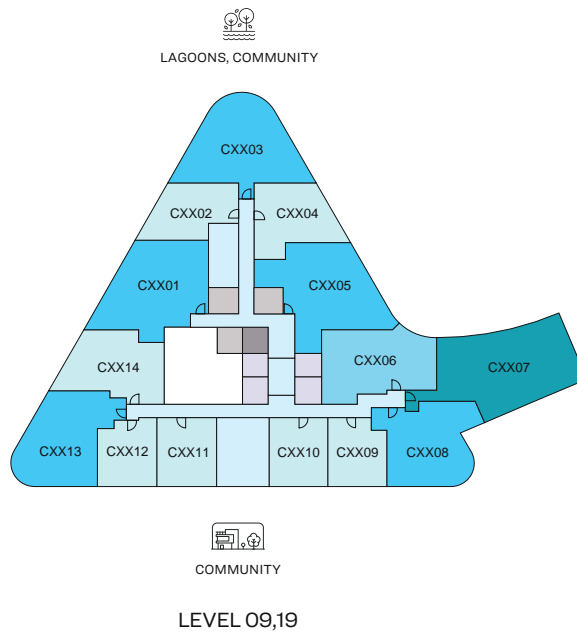 LAGOONS, COMMUNITY
CXX03
CXX02
CXX04
CXX01
CXX05
CXX06
CXX07
CXX14
CXX13
CXX12
CXX11
CXX10
CXX09
CXX08
COMMUNITY
LEVEL 09,19